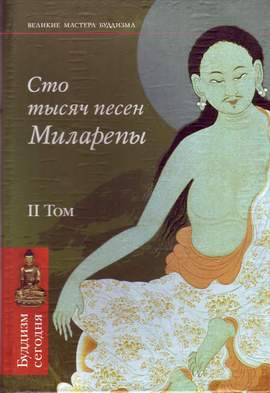 ВЕЛИКИЕ МАСТЕРА БУДДИЗМА
Сто
тысяч песен
Миларепы
II Том
Буддизм
сегодня